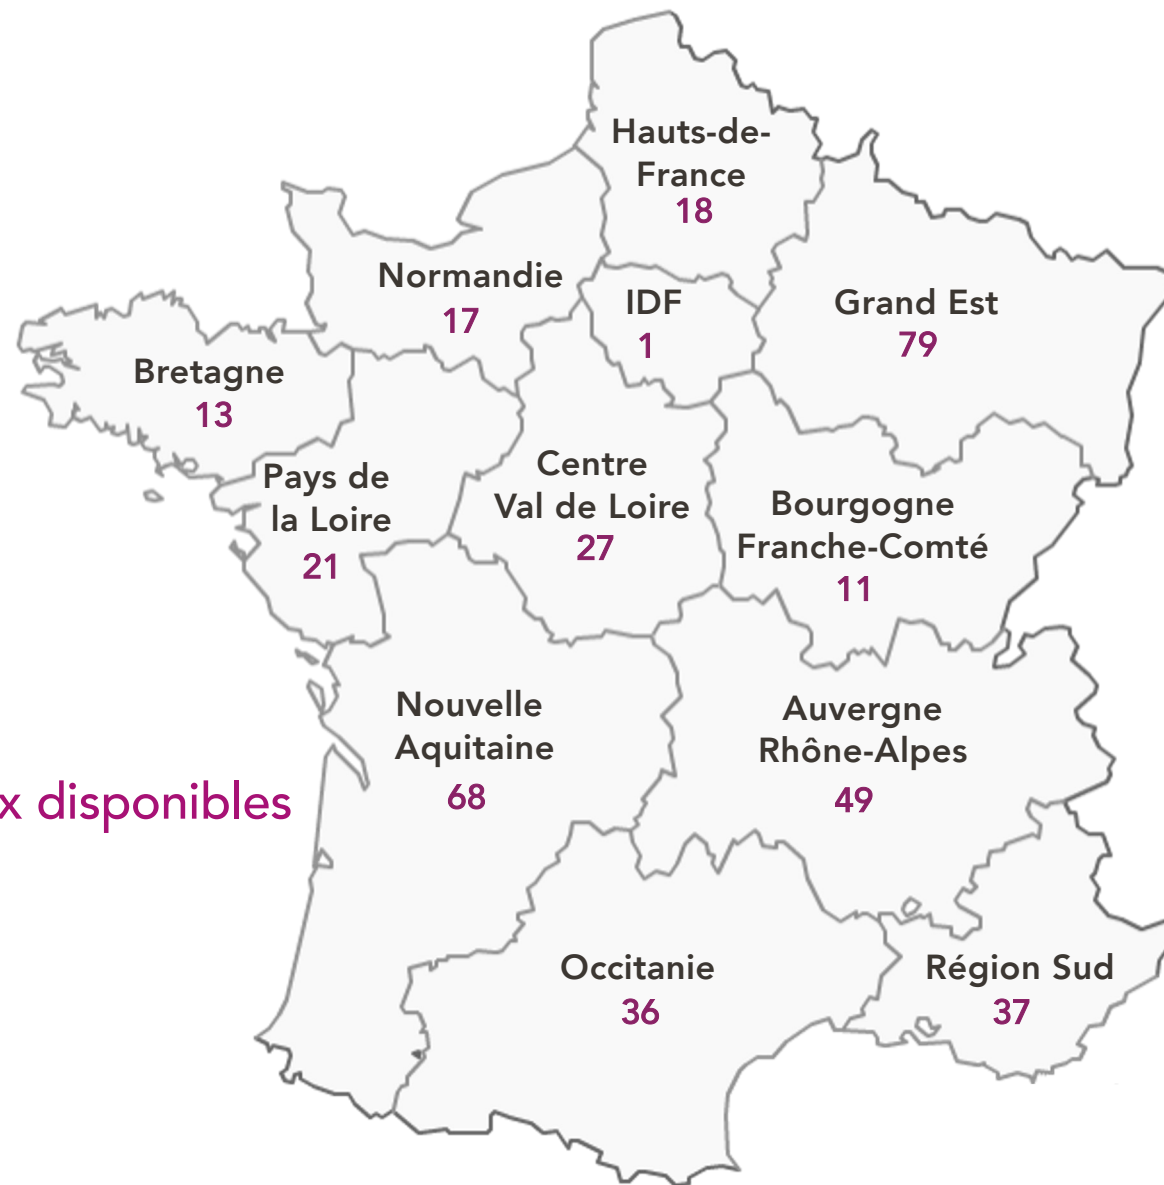 Hauts-de-
France
18
Normandie
17
IDF
1
Grand Est
79
Bretagne
13
Pays de
la Loire
21
Centre
Val de Loire
27
Bourgogne
Franche-Comté
11
Nouvelle
Aquitaine
68
Auvergne
Rhône-Alpes
49
x disponibles
Occitanie
36
Région Sud
37